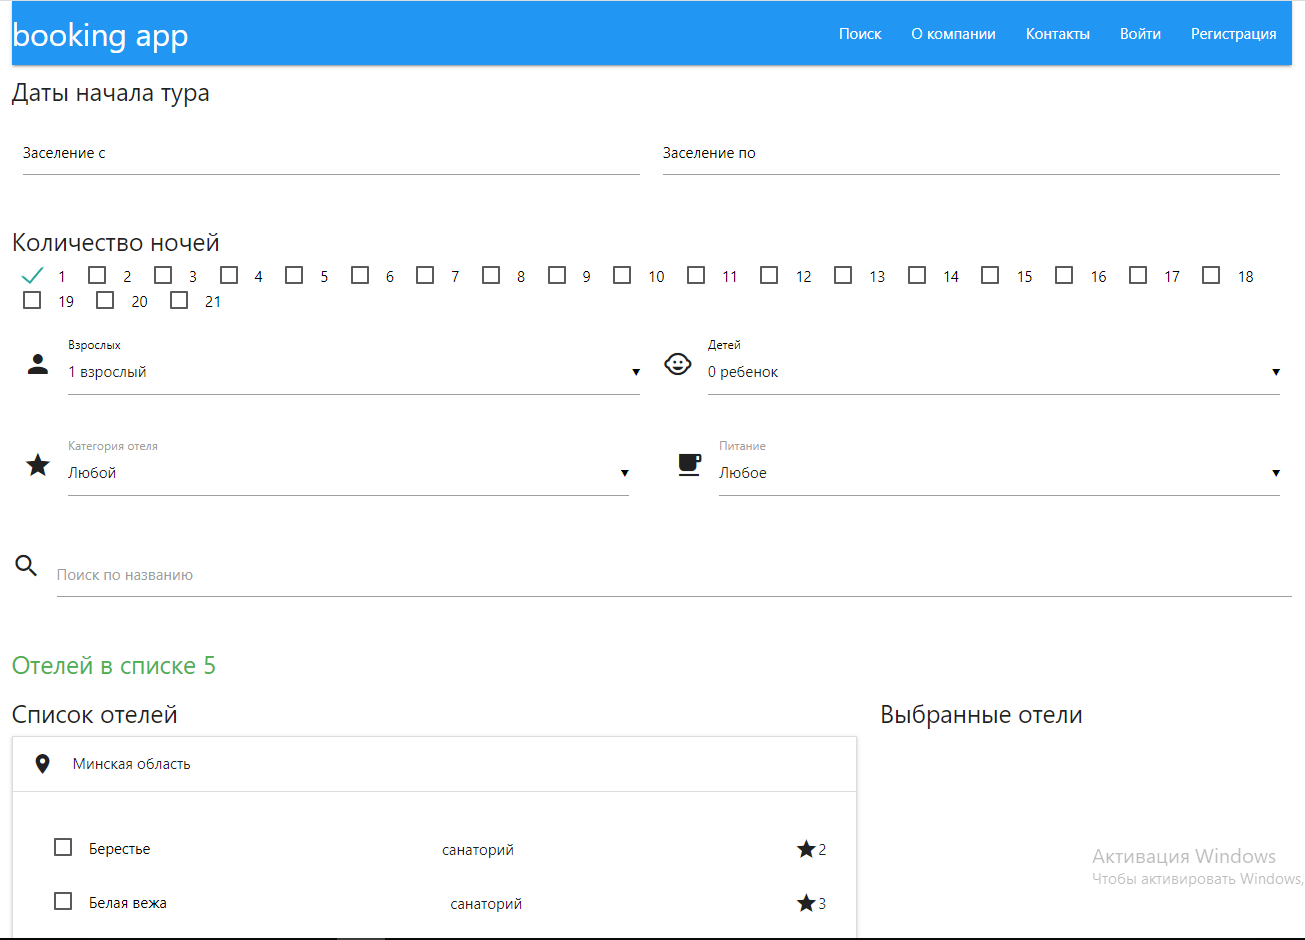 booking app Поиск О компании Контакты Войти Регистрация
Даты начала тура
Заселение с Заселение по
Количество ночей
1 2 3 4 5 6 7 8 9 10 11 12 13 14 15 16 17 18
19 20 21
Взрослых Детей
1 взрослый 0 ребенок
Категория отеля Питание
Любой Любое
Поиск по названию
Отелей в списке 5
Список отелей Выбранные отели
Минская область
Берестье санаторий 2
Активация Windows
Чтобы активировать Windows,
Белая вежа санаторий 3